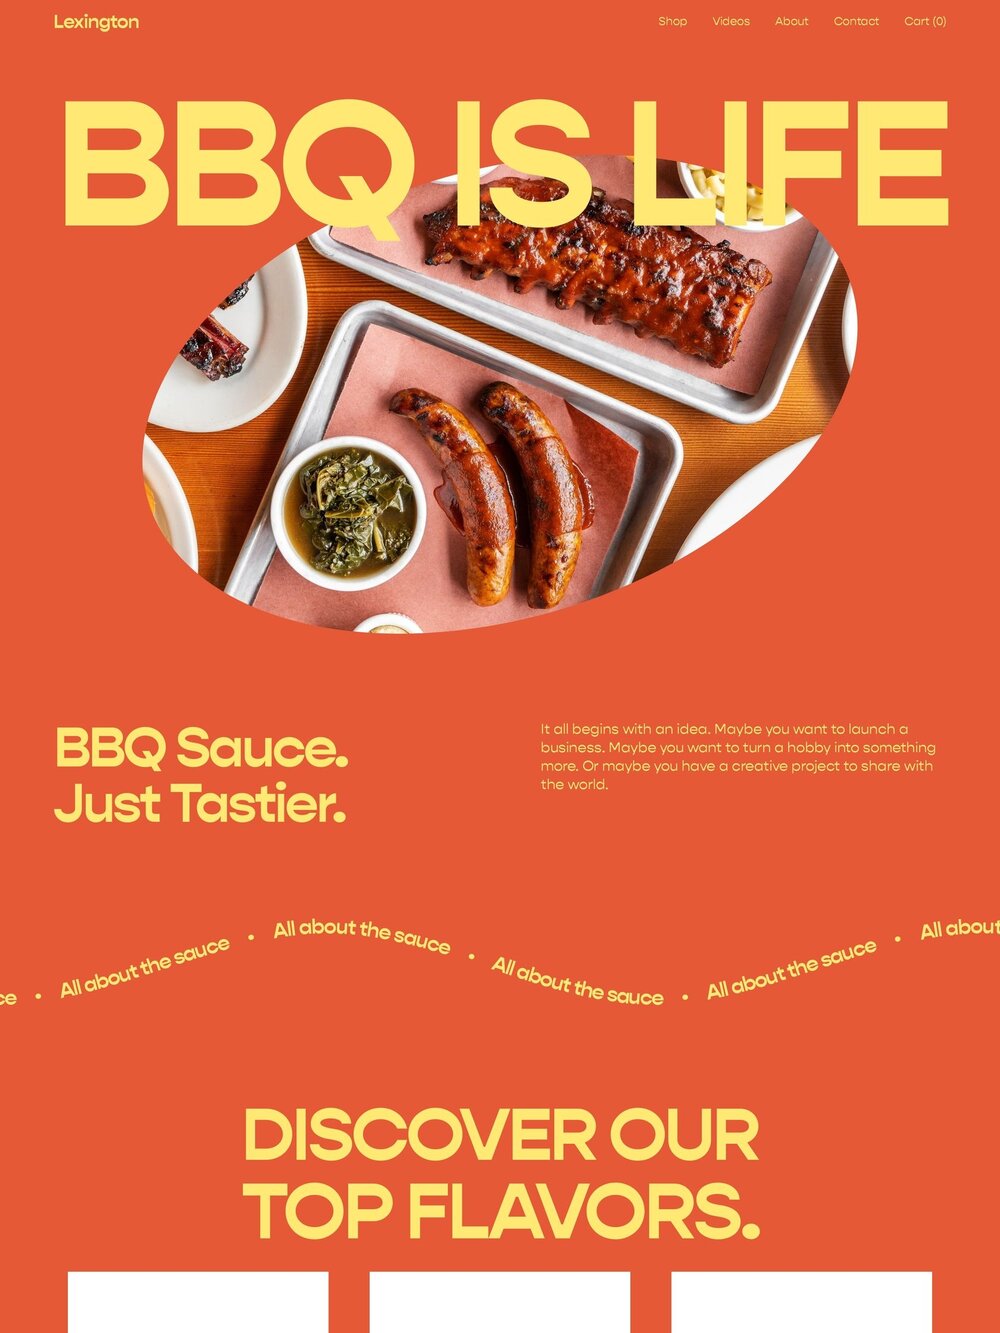 Lexington
Shop Videos About Contact Cart (0)
BBQ IS LIFE
BBQ Sauce.
Just Tastier.
It all begins with an idea. Maybe you want to launch a
business. Maybe you want to turn a hobby into something
more. Or maybe you have a creative project to share with
the world.
ce • All about the sauce • All about the sauce • All about the sauce • All about the sauce • All about
DISCOVER OUR
TOP FLAVORS.